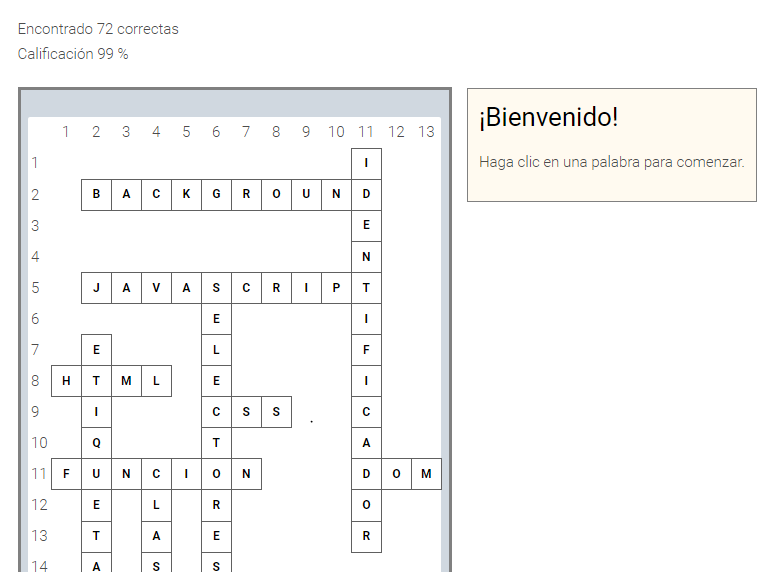 Encontrado 72 correctas
Calificación 99 %
¡Bienvenido!
Haga clic en una palabra para comenzar.
1 2 3 4 5 6 7 8 9 10 11 12 13
1 I
2 B A C K G R O U N D
3 E
4 N
5 J A V A S C R I P T
6 E I
7 E L F
8 H T M L E I
9 I C S S . C
10 Q T A
11 F U N C I O N D O M
12 E L R O
13 T A E R
14 A S S